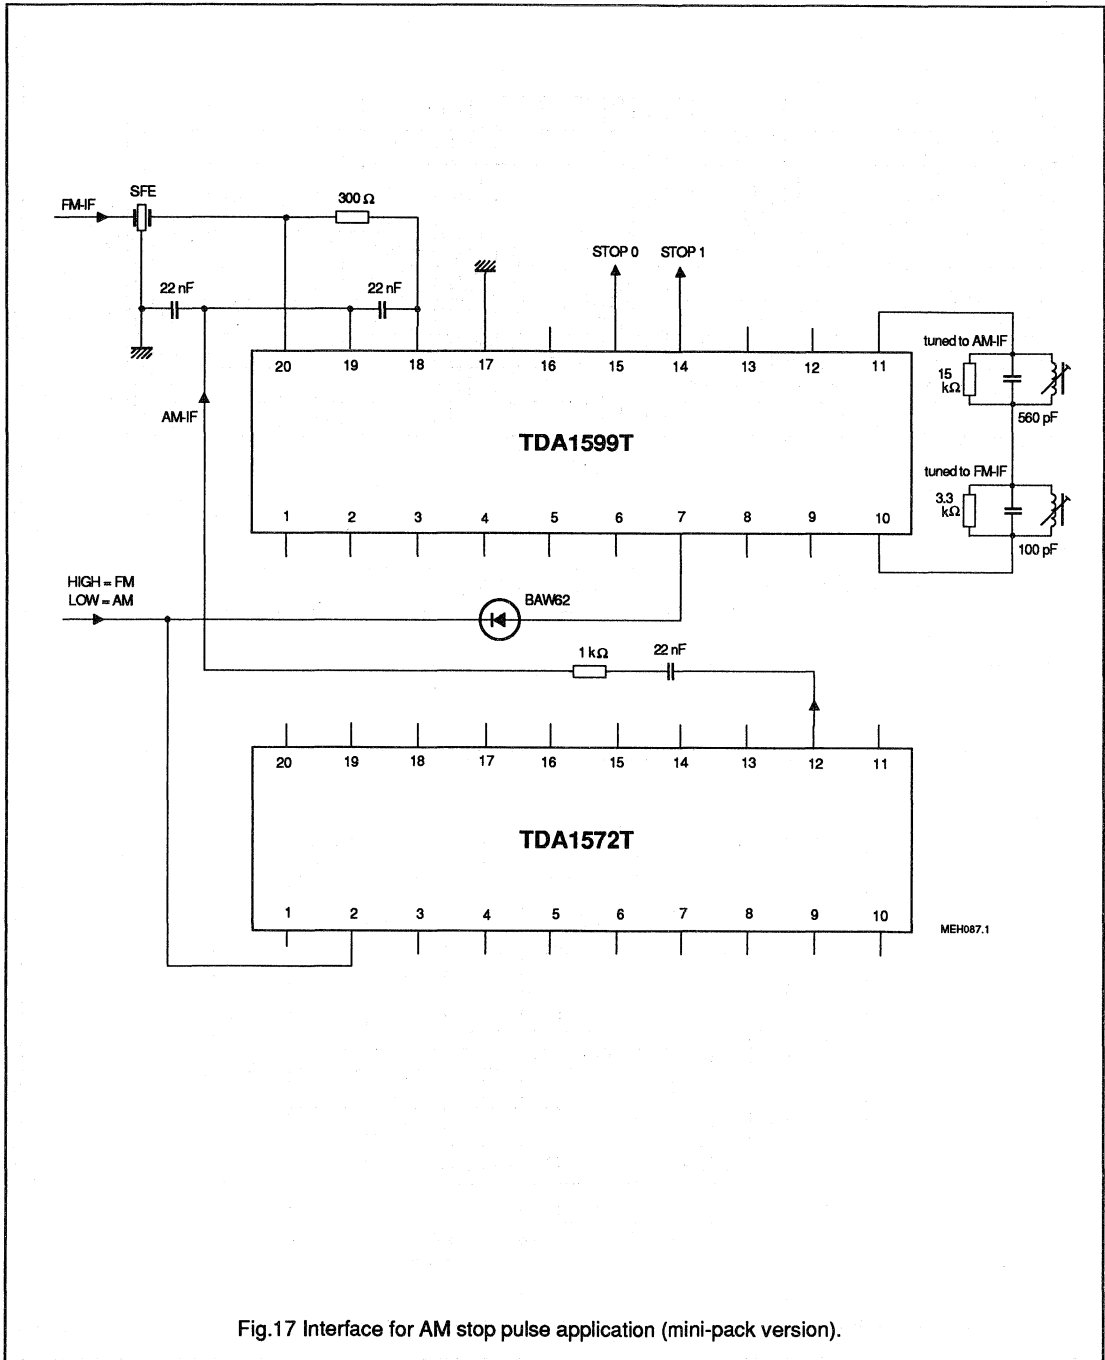 SFE
FM-IF
300 Ω
22 nF
22 nF
STOP 0
STOP 1
20 19 18 17 16 15 14 13 12 11
tuned to AM-IF
15
kΩ
560 pF
AM-IF
TDA1599T
tuned to FM-IF
3.3
kΩ
100 pF
1 2 3 4 5 6 7 8 9 10
HIGH = FM
LOW = AM
BAW62
1 kΩ
22 nF
20 19 18 17 16 15 14 13 12 11
TDA1572T
1 2 3 4 5 6 7 8 9 10
MEH087.1
Fig.17 Interface for AM stop pulse application (mini-pack version).